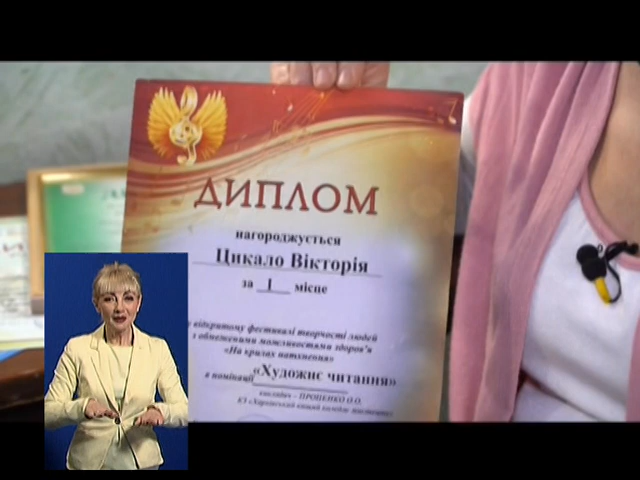 ДИПЛОМ
нагороджується
Цикало Вікторія
за I місце
у відкритому фестивалі творчості людей
з обмеженими можливостями здоров'я
«На крилах натхнення»
в номінації «Художнє читання»
ПРОЦЕНКО О.О.